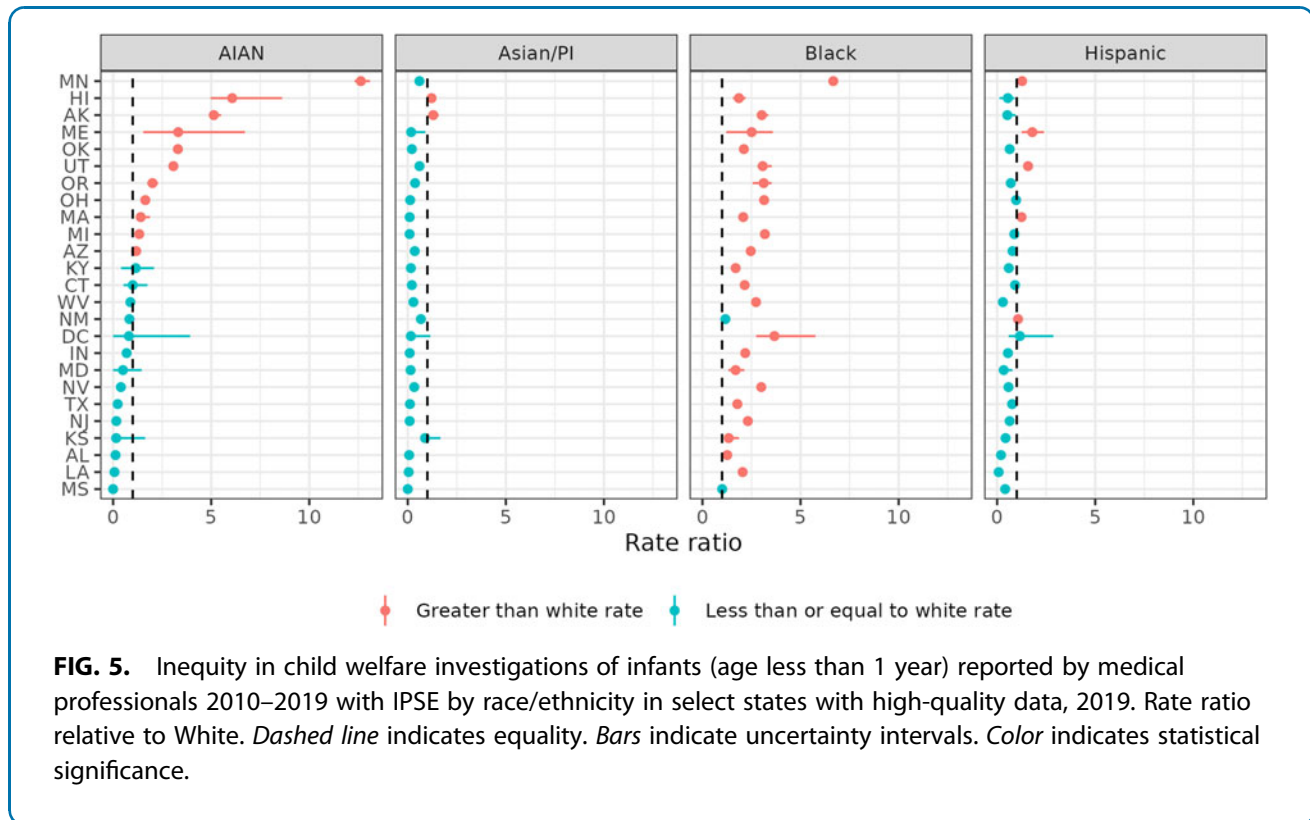 AIAN Asian/PI Black Hispanic
MN
HI
AK
ME
OK
UT
OR
OH
MA
MI
AZ
KY
CT
WV
NM
DC
IN
MD
NV
TX
NJ
KS
AL
LA
MS
0 5 10 0 5 10 0 5 10 0 5 10
Rate ratio
Greater than white rate Less than or equal to white rate
FIG. 5. Inequity in child welfare investigations of infants (age less than 1 year) reported by medical
professionals 2010–2019 with IPSE by race/ethnicity in select states with high-quality data, 2019. Rate ratio
relative to White. Dashed line indicates equality. Bars indicate uncertainty intervals. Color indicates statistical
significance.